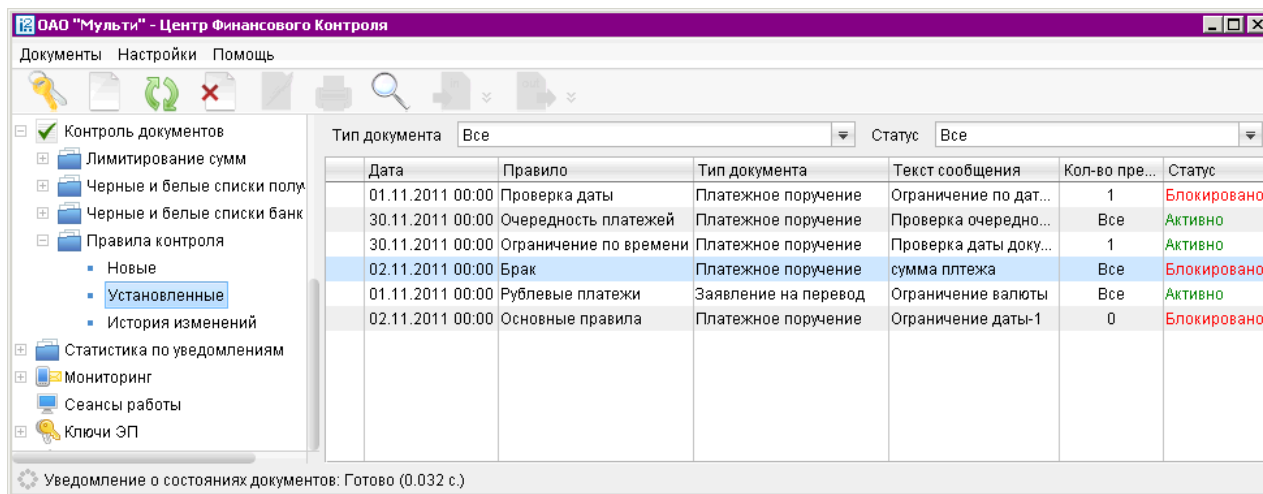 ОАО "Мульти" - Центр Финансового Контроля
Документы Настройки Помощь
in out
Контроль документов
Лимитирование сумм
Черные и белые списки полу
Черные и белые списки банк
Правила контроля
Новые
Установленные
История изменений
Статистика по уведомлениям
Мониторинг
Сеансы работы
Ключи ЭП
Тип документа Все Статус Все
Дата Правило Тип документа Текст сообщения Кол-во пре... Статус
01.11.2011 00:00 Проверка даты Платежное поручение Ограничение по дат... 1 Блокировано
30.11.2011 00:00 Очередность платежей Платежное поручение Проверка очередно... Все Активно
30.11.2011 00:00 Ограничение по времени Платежное поручение Проверка даты доку... 1 Активно
02.11.2011 00:00 Брак Платежное поручение сумма плтежа Все Блокировано
01.11.2011 00:00 Рублевые платежи Заявление на перевод Ограничение валюты Все Активно
02.11.2011 00:00 Основные правила Платежное поручение Ограничение даты-1 0 Блокировано
Уведомление о состояниях документов: Готово (0.032 с.)